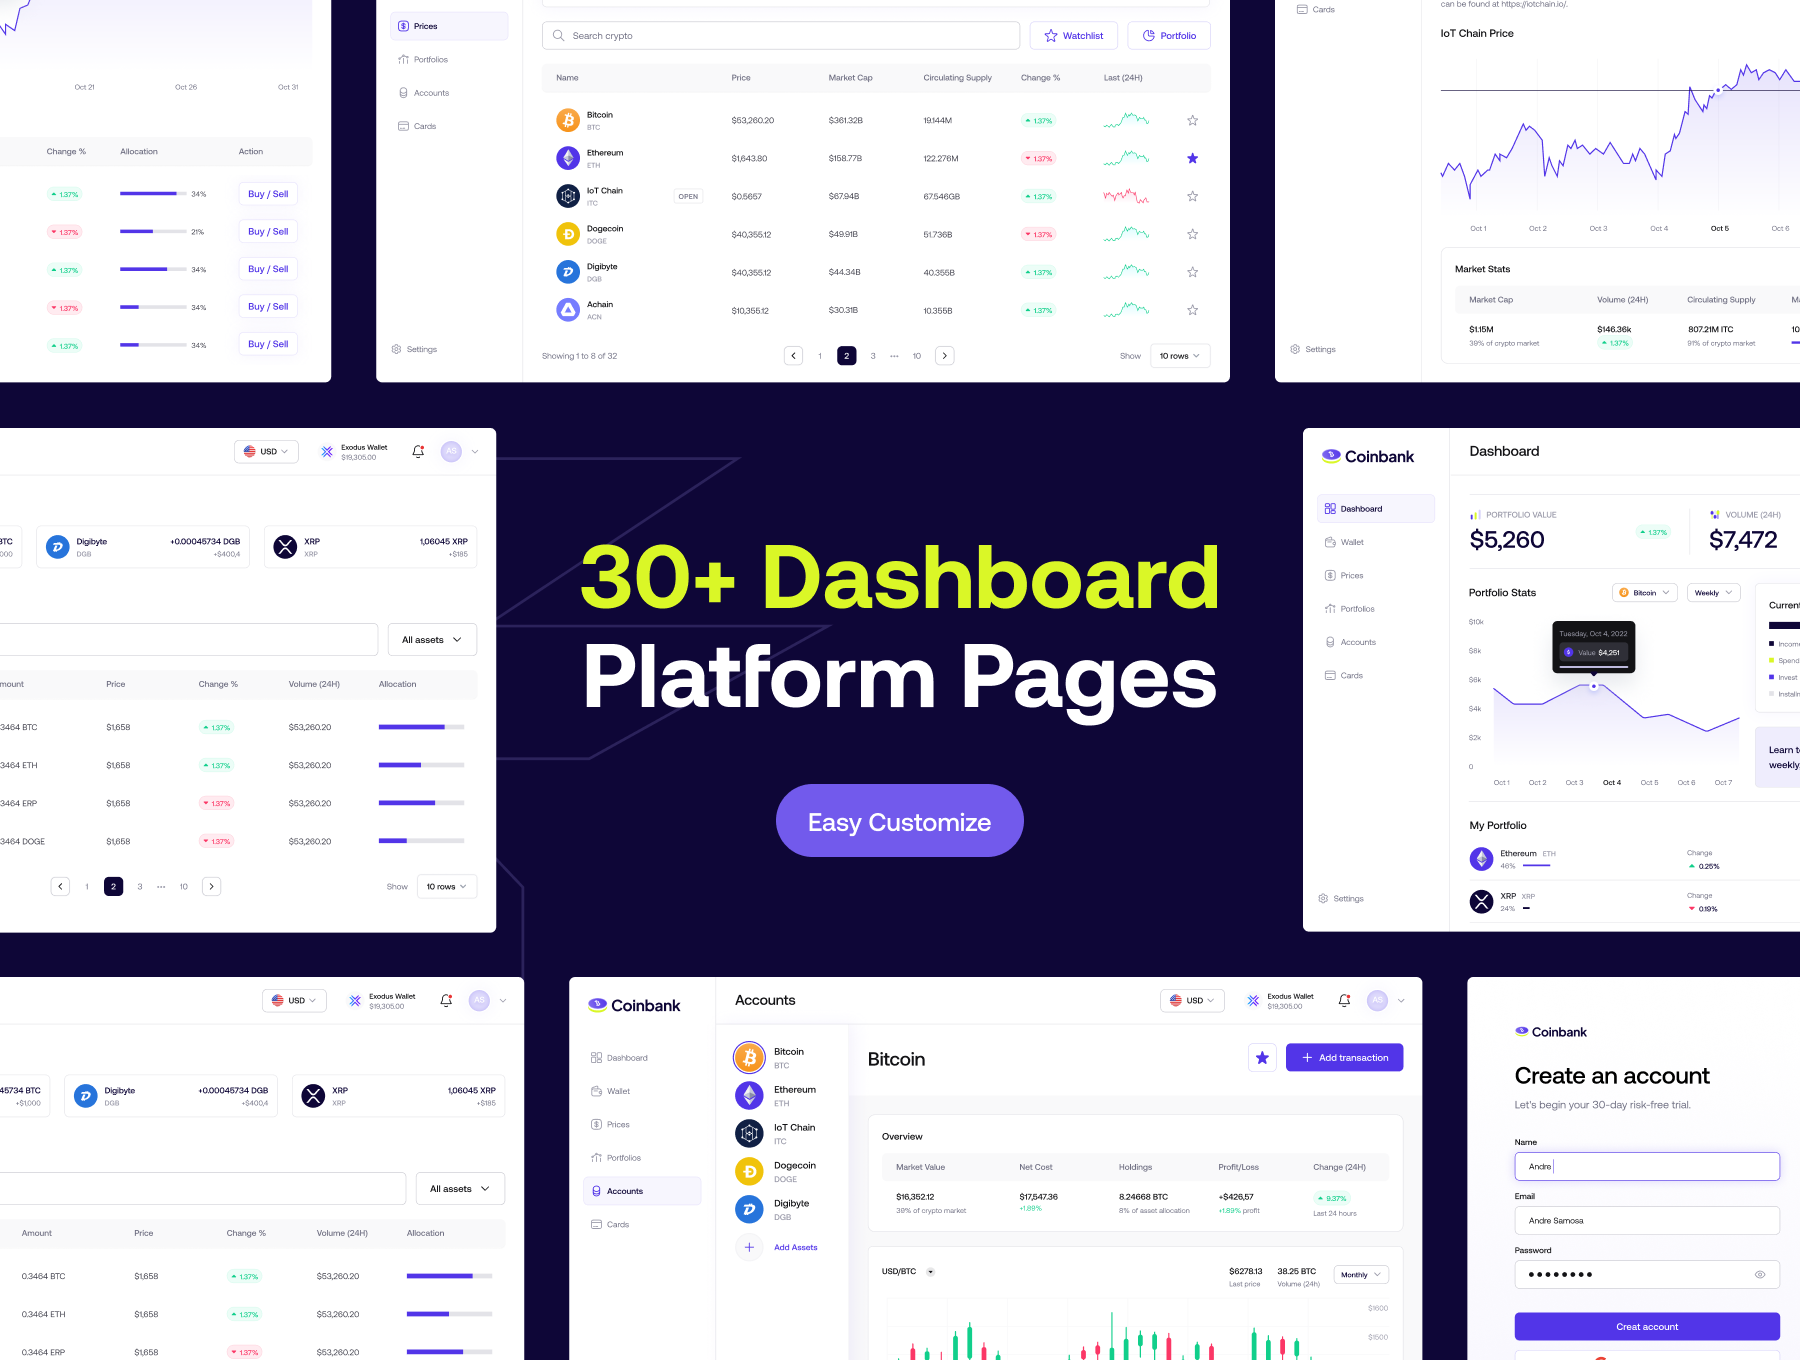 Oct 21 Oct 26 Oct 31
Change % Allocation Action
1.37% 34% Buy / Sell
1.37% 21% Buy / Sell
1.37% 34% Buy / Sell
1.37% 34% Buy / Sell
1.37% 34% Buy / Sell
Prices
Portfolios
Accounts
Cards
Settings
Search crypto Watchlist Portfolio
Name Price Market Cap Circulating Supply Change % Last (24H)
Bitcoin
BTC
$53,260.20 $361.32B 19.144M 1.37%
Ethereum
ETH
$1,643.80 $158.77B 122.276M 1.37%
IoT Chain
ITC
OPEN $0.5657 $67.94B 67.546GB 1.37%
Dogecoin
DOGE
$40,355.12 $49.91B 51.736B 1.37%
Digibyte
DGB
$40,355.12 $44.34B 40.355B 1.37%
Achain
ACN
$10,355.12 $30.31B 10.355B 1.37%
Showing 1 to 8 of 32 1 2 3 ••• 10 Show 10 rows
Cards
Settings
can be found at https://iotchain.io/.
IoT Chain Price
Oct 1 Oct 2 Oct 3 Oct 4 Oct 5 Oct 6
Market Stats
Market Cap Volume (24H) Circulating Supply
$1.15M $146.36k 807.21M ITC 10
39% of crypto market 1.37% 91% of crypto market
USD Exodus Wallet AS
$19,305.00
BTC Digibyte +0.00045734 DGB XRP 1,06045 XRP
DGB +$400,4 XRP +$185
All assets
mount Price Change % Volume (24H) Allocation
3464 BTC $1,658 1.37% $53,260.20
3464 ETH $1,658 1.37% $53,260.20
3464 ERP $1,658 1.37% $53,260.20
3464 DOGE $1,658 1.37% $53,260.20
1 2 3 ••• 10 Show 10 rows
30+ Dashboard
Platform Pages
Easy Customize
Coinbank
Dashboard
Wallet
Prices
Portfolios
Accounts
Cards
Settings
Dashboard
PORTFOLIO VALUE VOLUME (24H)
$5,260 1.37% $7,472
Portfolio Stats Bitcoin Weekly
$10k
$8k
$6k
$4k
$2k
0
Tuesday, Oct 4, 2022
Value $4,251
Oct 1 Oct 2 Oct 3 Oct 4 Oct 5 Oct 6 Oct 7
Curren
Income
Spend
Invest
Instalin
Learn t
weekly
My Portfolio
Ethereum ETH Change
46% 0.25%
XRP XRP Change
24% 0.19%
USD Exodus Wallet AS
$19,305.00
45734 BTC Digibyte +0.00045734 DGB XRP 1,06045 XRP
+$1,000 DGB +$400,4 XRP +$185
All assets
Amount Price Change % Volume (24H) Allocation
0.3464 BTC $1,658 1.37% $53,260.20
0.3464 ETH $1,658 1.37% $53,260.20
0.3464 ERP $1,658 1.37% $53,260.20
Coinbank
Dashboard
Wallet
Prices
Portfolios
Accounts
Cards
Accounts USD Exodus Wallet AS
$19,305.00
Bitcoin
BTC
Ethereum
ETH
IoT Chain
ITC
Dogecoin
DOGE
Digibyte
DGB
Add Assets
Bitcoin Add transaction
Overview
Market Value Net Cost Holdings Profit/Loss Change (24H)
$16,352.12 $17,547.36 8.24668 BTC +$426,57 9.37%
39% of crypto market +1.89% 8% of asset allocation +1.89% profit Last 24 hours
USD/BTC $6278.13 38.25 BTC Monthly
Last price Volume (24h)
$1600
$1500
Coinbank
Create an account
Let's begin your 30-day risk-free trial.
Name
Andre
Email
Andre Samosa
Password
••••••••
Creat account